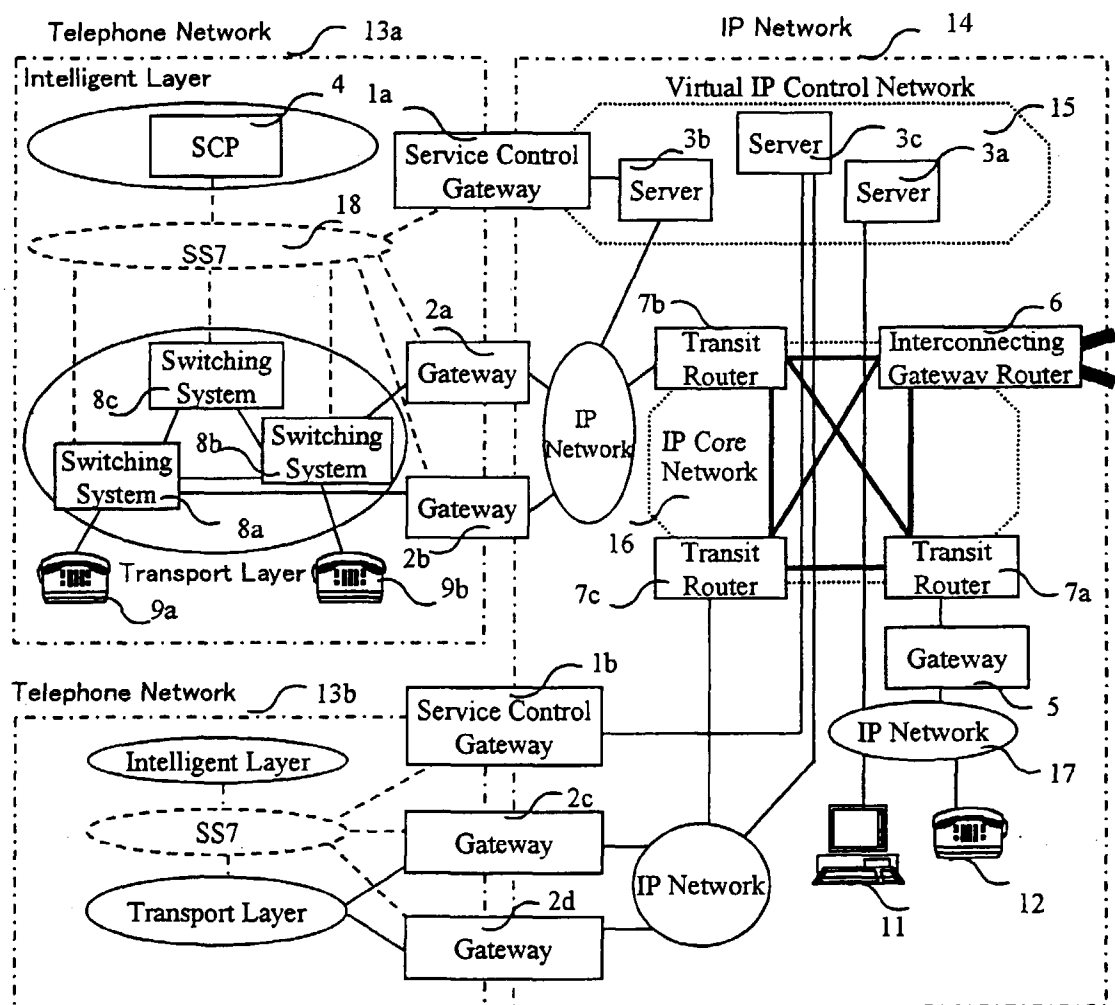 Telephone Network 13a
IP Network 14
Intelligent Layer
4
1a
SCP
Service Control
Gateway
Virtual IP Control Network
15
3b
Server
Server
3c
3a
Server
18
SS7
2a
Gateway
7b
Transit
Router
6
Interconnecting
Gateway Router
Switching
System
8c
Switching
System
8b
Switching
System
8a
IP
Network
IP Core
Network
16
Gateway
2b
Transport Layer
9a
9b
Transit
Router
7c
Transit
Router
7a
Gateway
5
IP Network
17
11
12
Telephone Network 13b
1b
Service Control
Gateway
Intelligent Layer
SS7
2c
Gateway
Transport Layer
2d
Gateway
IP Network